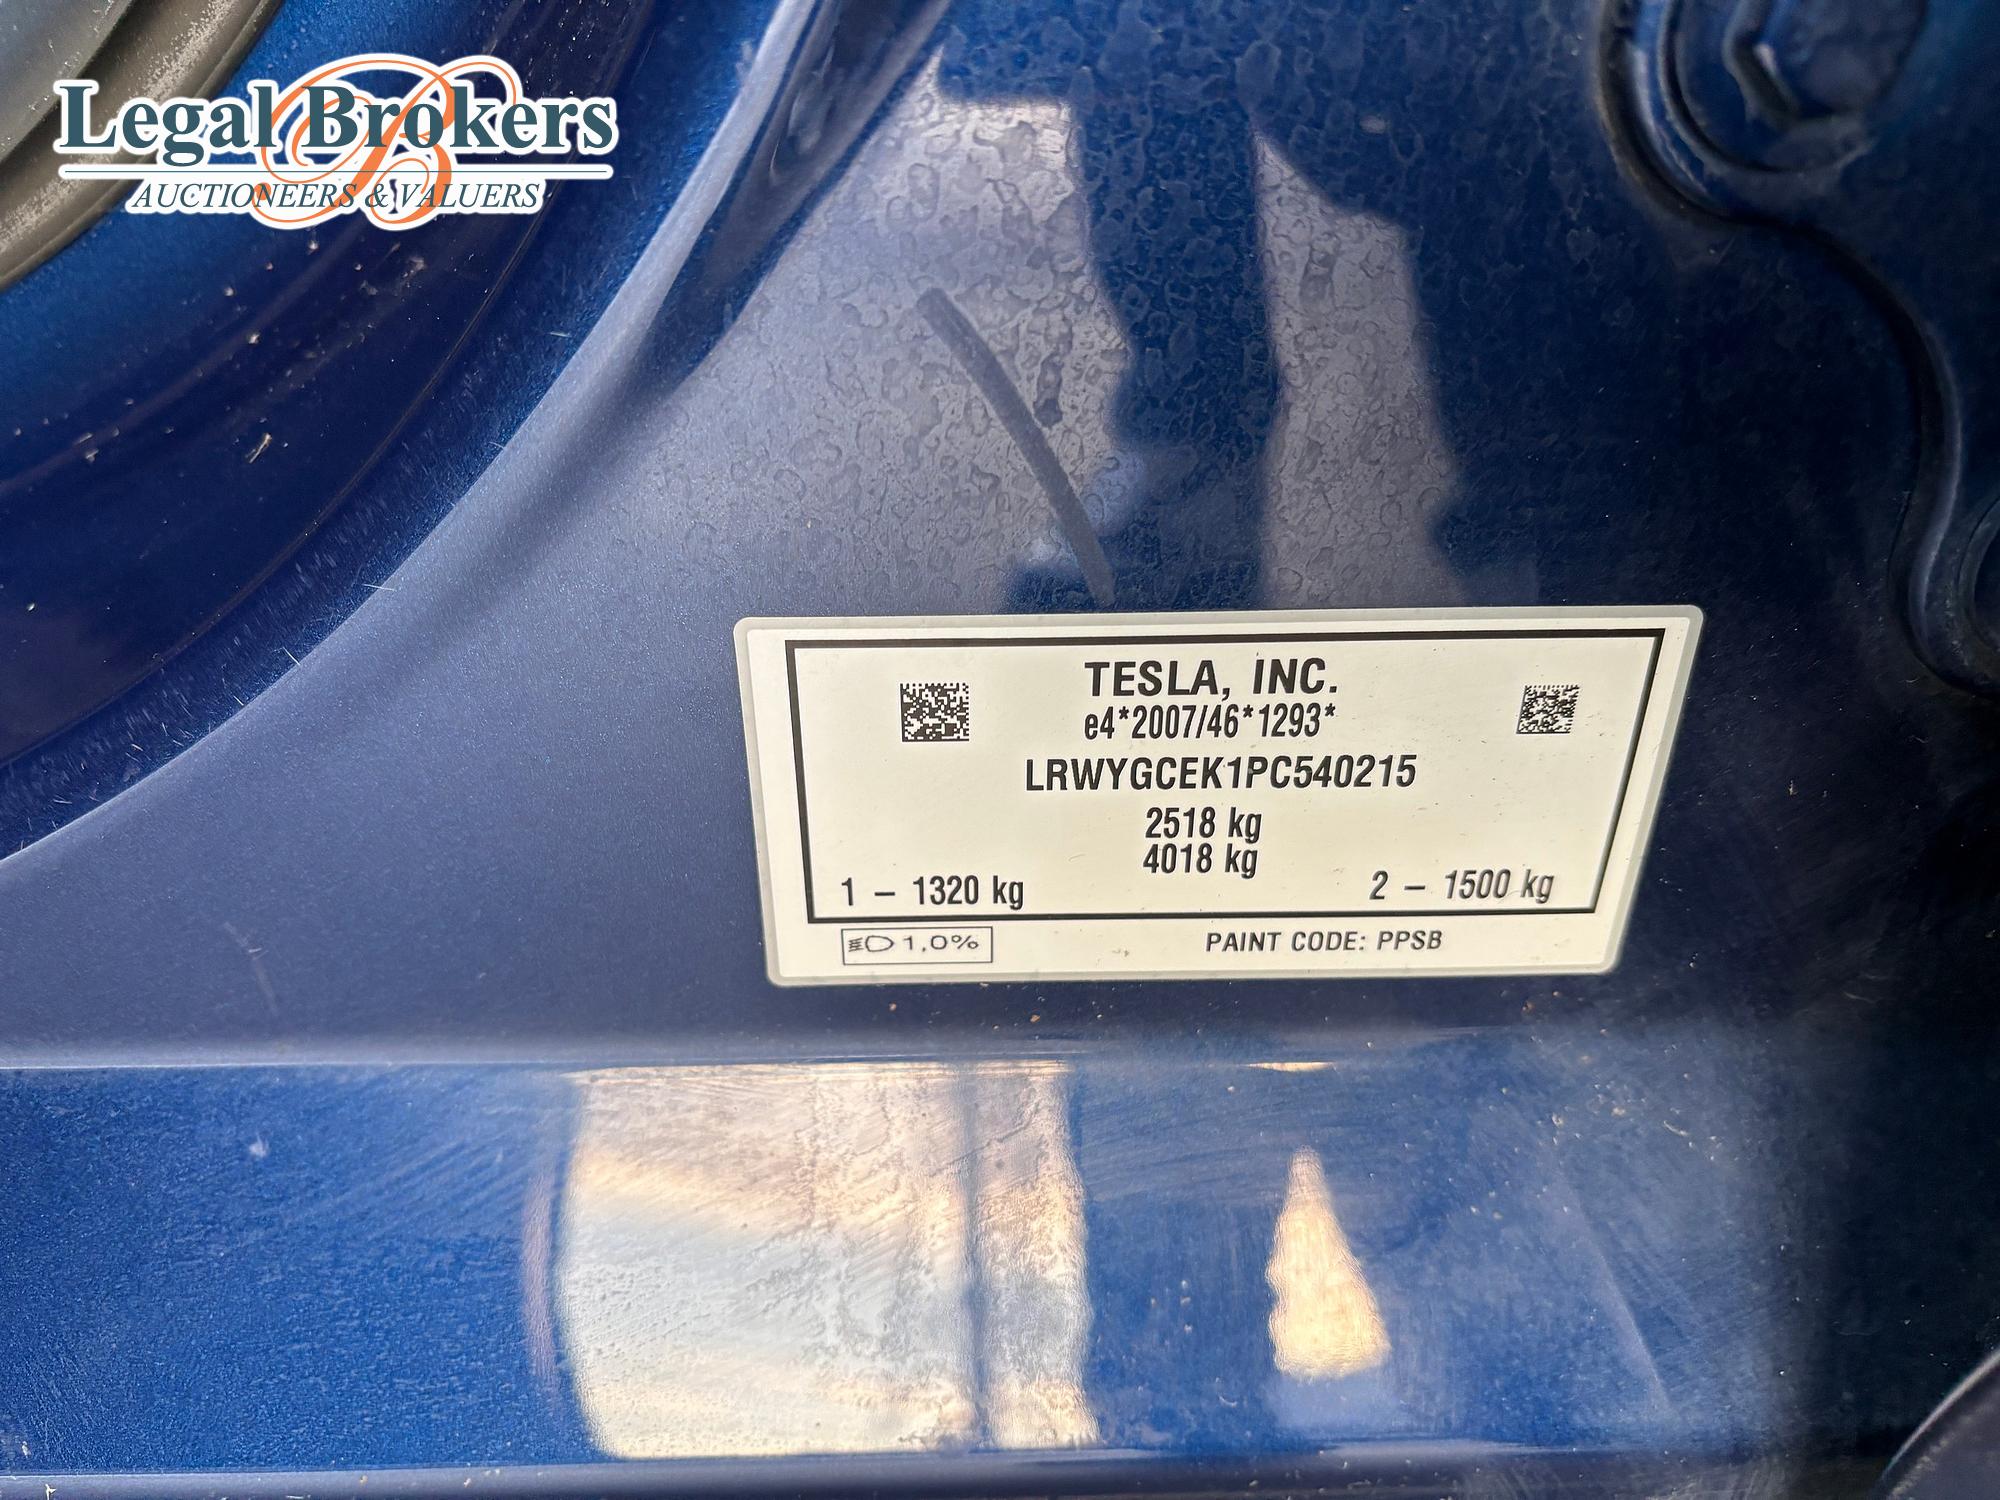 Legal Brokers
AUCTIONEERS & VALUERS
TESLA, INC.
e4*2007/46*1293*
LRWYGCEK1PC540215
2518 kg
4018 kg
1 – 1320 kg
2 – 1500 kg
1,0%
PAINT CODE: PPSB